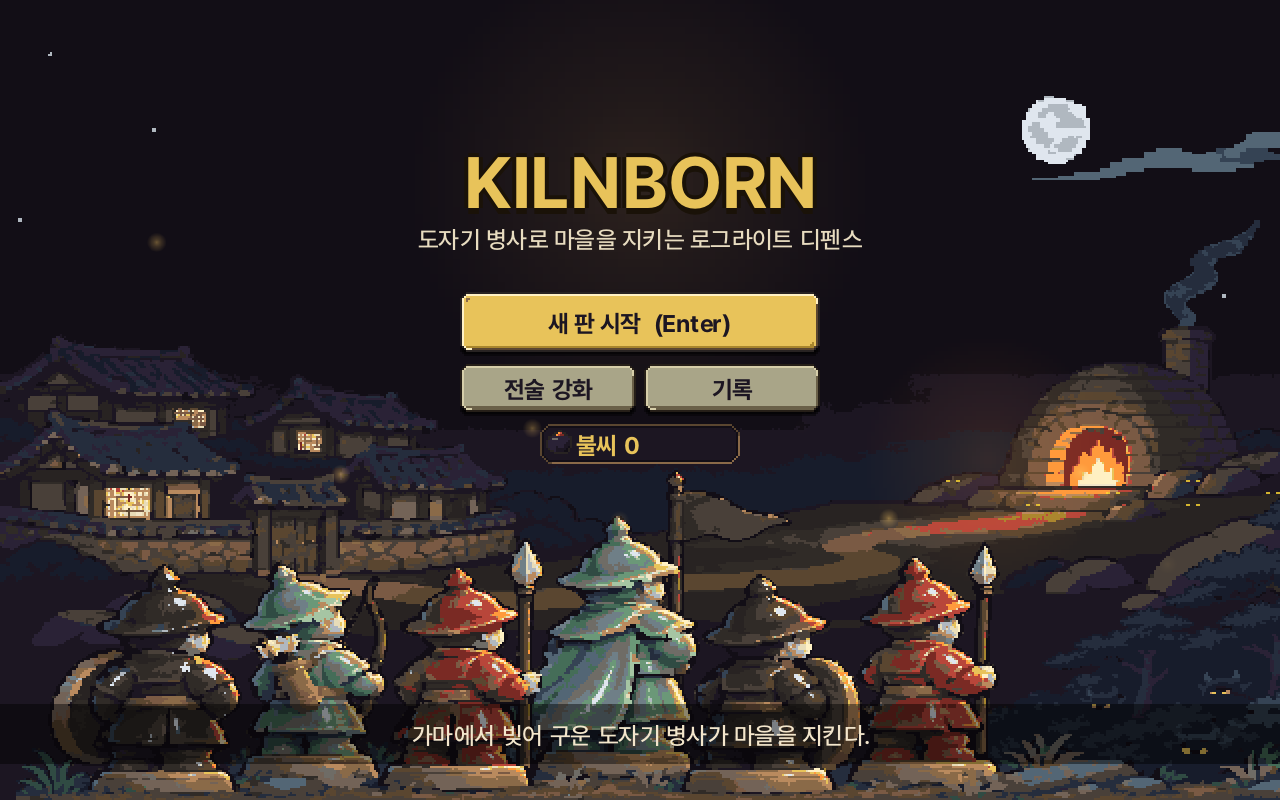 KILNBORN
도자기 병사로 마을을 지키는 로그라이트 디펜스
새 판 시작 (Enter)
전술 강화
기록
불씨 0
가마에서 빚어 구운 도자기 병사가 마을을 지킨다.